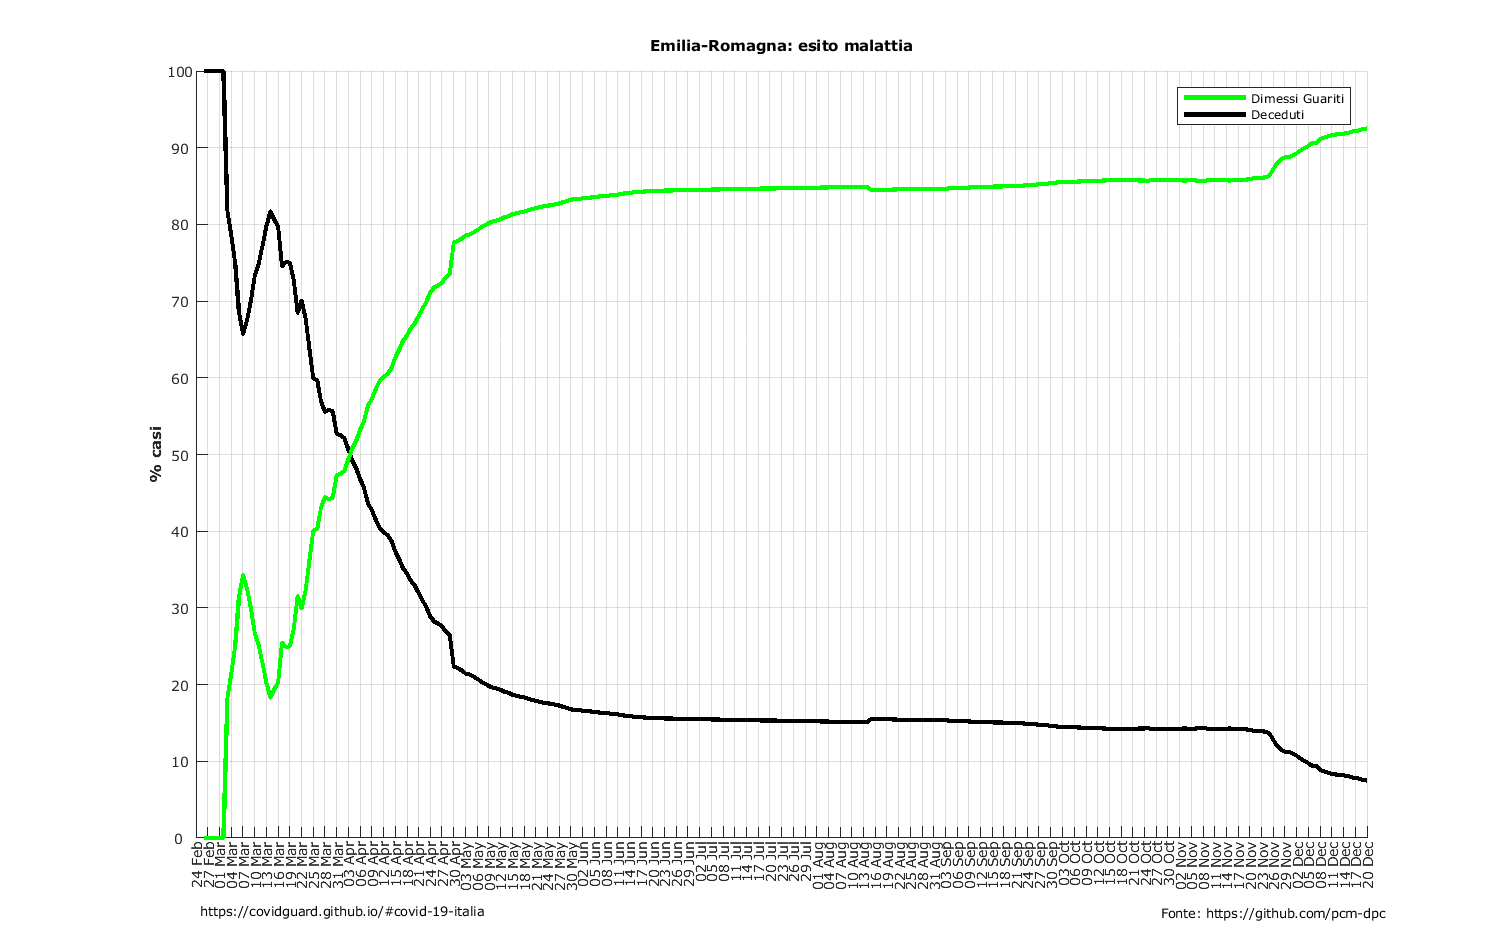 Emilia-Romagna: esito malattia
Dimessi Guariti
Deceduti
% casi
100
90
80
70
60
50
40
30
20
10
0
24 Feb
27 Feb
01 Mar
04 Mar
07 Mar
10 Mar
13 Mar
16 Mar
19 Mar
22 Mar
25 Mar
28 Mar
31 Mar
03 Apr
06 Apr
09 Apr
12 Apr
15 Apr
18 Apr
21 Apr
24 Apr
27 Apr
30 Apr
03 May
06 May
09 May
12 May
15 May
18 May
21 May
24 May
27 May
30 May
02 Jun
05 Jun
08 Jun
11 Jun
14 Jun
17 Jun
20 Jun
23 Jun
26 Jun
29 Jun
02 Jul
05 Jul
08 Jul
11 Jul
14 Jul
17 Jul
20 Jul
23 Jul
26 Jul
29 Jul
01 Aug
04 Aug
07 Aug
10 Aug
13 Aug
16 Aug
19 Aug
22 Aug
25 Aug
28 Aug
31 Aug
03 Sep
06 Sep
09 Sep
12 Sep
15 Sep
18 Sep
21 Sep
24 Sep
27 Sep
30 Sep
03 Oct
06 Oct
09 Oct
12 Oct
15 Oct
18 Oct
21 Oct
24 Oct
27 Oct
30 Oct
02 Nov
05 Nov
08 Nov
11 Nov
14 Nov
17 Nov
20 Nov
23 Nov
26 Nov
29 Nov
02 Dec
05 Dec
08 Dec
11 Dec
14 Dec
17 Dec
20 Dec
https://covidguard.github.io/#covid-19-italia
Fonte: https://github.com/pcm-dpc